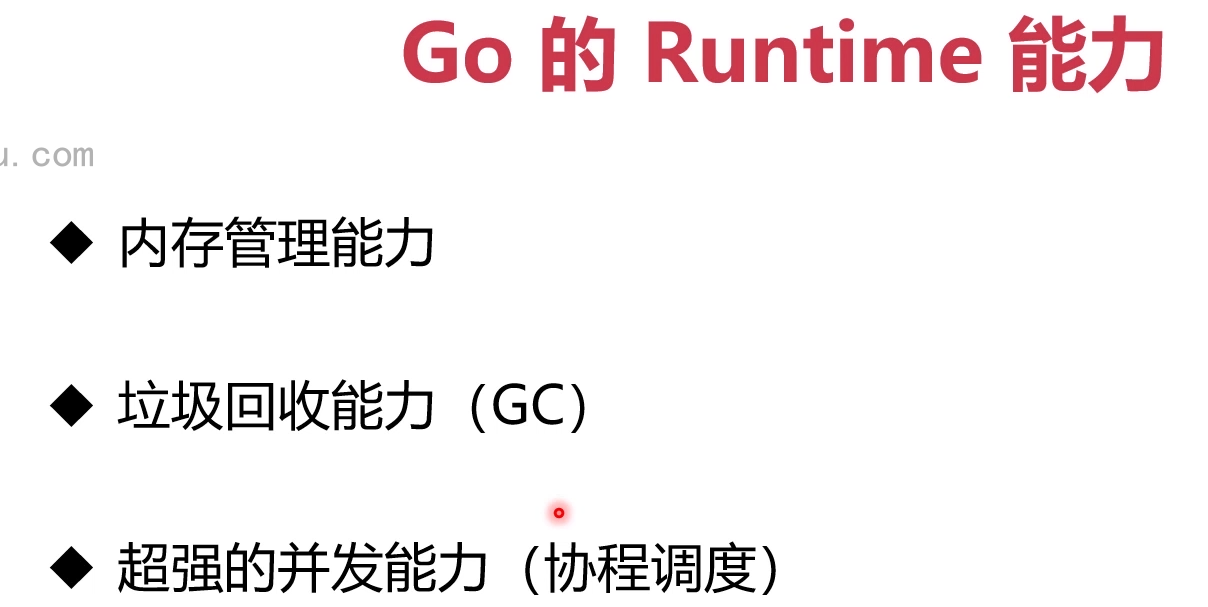 Go 的 Runtime 能力
u.com
◆ 内存管理能力
◆ 垃圾回收能力（GC）
◆ 超强的并发能力（协程调度）